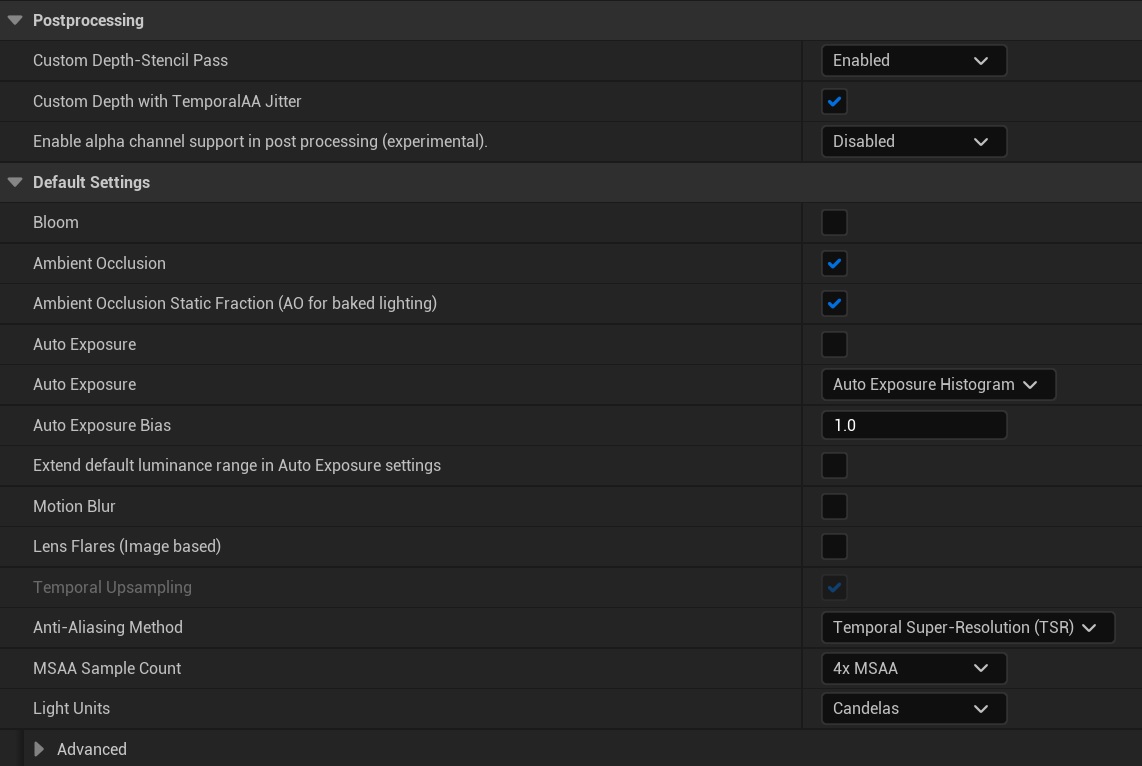 Postprocessing
Custom Depth-Stencil Pass Enabled
Custom Depth with TemporalAA Jitter
Enable alpha channel support in post processing (experimental). Disabled
Default Settings
Bloom
Ambient Occlusion
Ambient Occlusion Static Fraction (AO for baked lighting)
Auto Exposure
Auto Exposure Auto Exposure Histogram
Auto Exposure Bias 1.0
Extend default luminance range in Auto Exposure settings
Motion Blur
Lens Flares (Image based)
Temporal Upsampling
Anti-Aliasing Method Temporal Super-Resolution (TSR)
MSAA Sample Count 4x MSAA
Light Units Candelas
Advanced